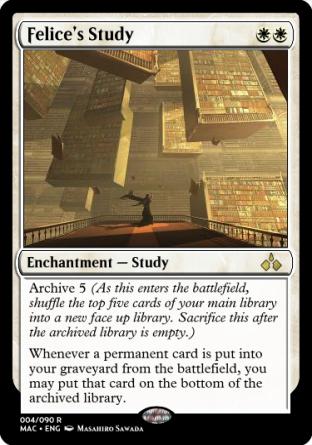 Felice's Study
Enchantment — Study
Archive 5 (As this enters the battlefield,
shuffle the top five cards of your main library
into a new face up library. Sacrifice this after
the archived library is empty.)
Whenever a permanent card is put into
your graveyard from the battlefield, you
may put that card on the bottom of the
archived library.
004/090 R
MAC • ENG Masahiro Sawada